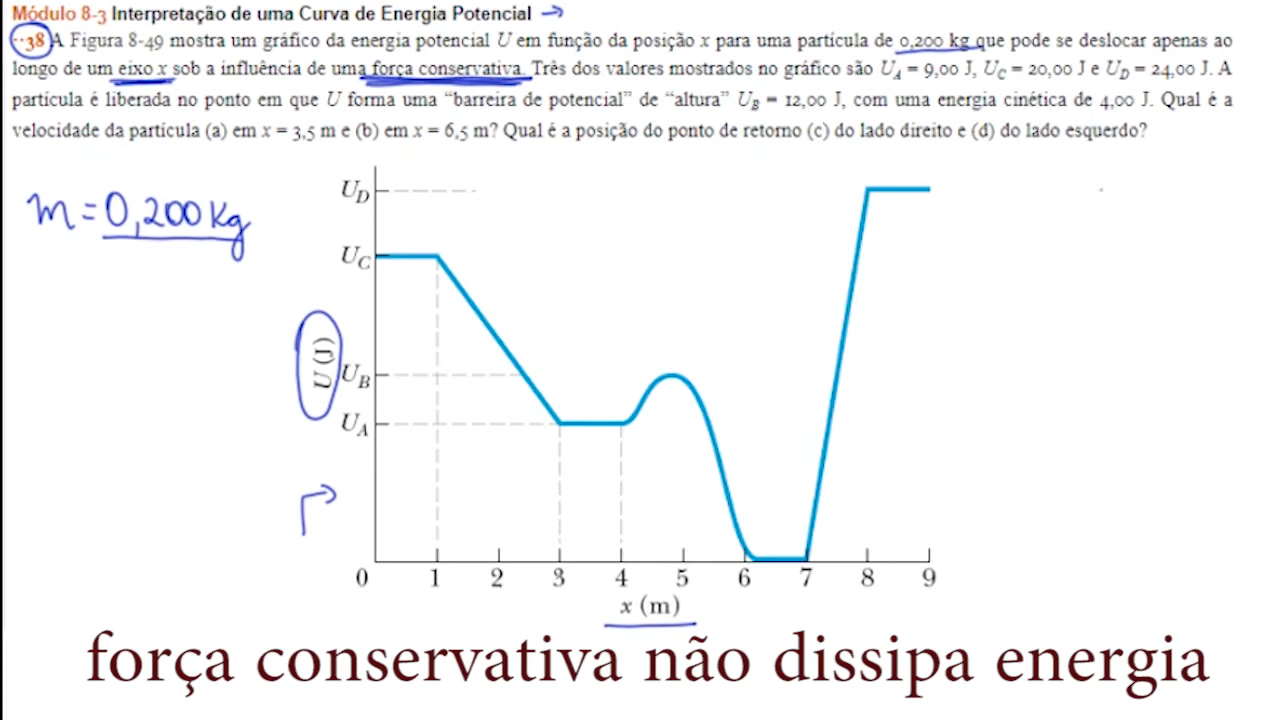 Módulo 8-3 Interpretação de uma Curva de Energia Potencial
··38 A Figura 8-49 mostra um gráfico da energia potencial U em função da posição x para uma partícula de 0,200 kg que pode se deslocar apenas ao
longo de um eixo x sob a influência de uma força conservativa. Três dos valores mostrados no gráfico são U_A = 9,00 J, U_C = 20,00 J e U_D = 24,00 J. A
partícula é liberada no ponto em que U forma uma “barreira de potencial” de “altura” U_B = 12,00 J, com uma energia cinética de 4,00 J. Qual é a
velocidade da partícula (a) em x = 3,5 m e (b) em x = 6,5 m? Qual é a posição do ponto de retorno (c) do lado direito e (d) do lado esquerdo?
m = 0,200 kg
U_D
U_C
U (J)
U_B
U_A
0 1 2 3 4 5 6 7 8 9
x (m)
força conservativa não dissipa energia